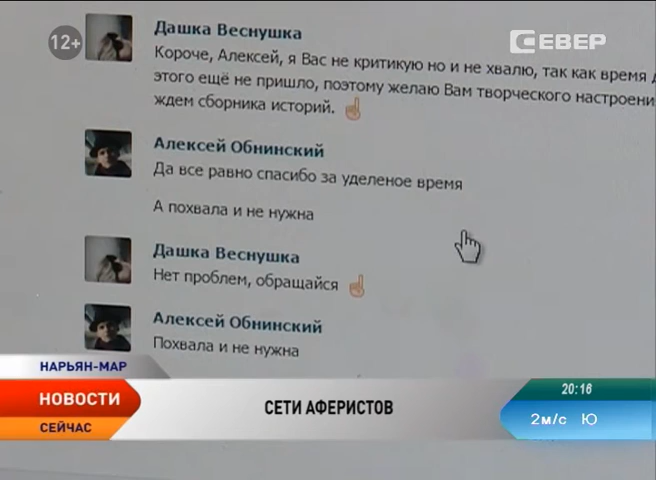 12+
СЕВЕР
Дашка Веснушка
Короче, Алексей, я Вас не критикую но и не хвалю, так как время д
этого ещё не пришло, поэтому желаю Вам творческого настроени
ждем сборника историй.
Алексей Обнинский
Да все равно спасибо за уделеное время
А похвала и не нужна
Дашка Веснушка
Нет проблем, обращайся
Алексей Обнинский
Похвала и не нужна
НАРЬЯН-МАР
НОВОСТИ
СЕЙЧАС
СЕТИ АФЕРИСТОВ
20:16
2м/с Ю